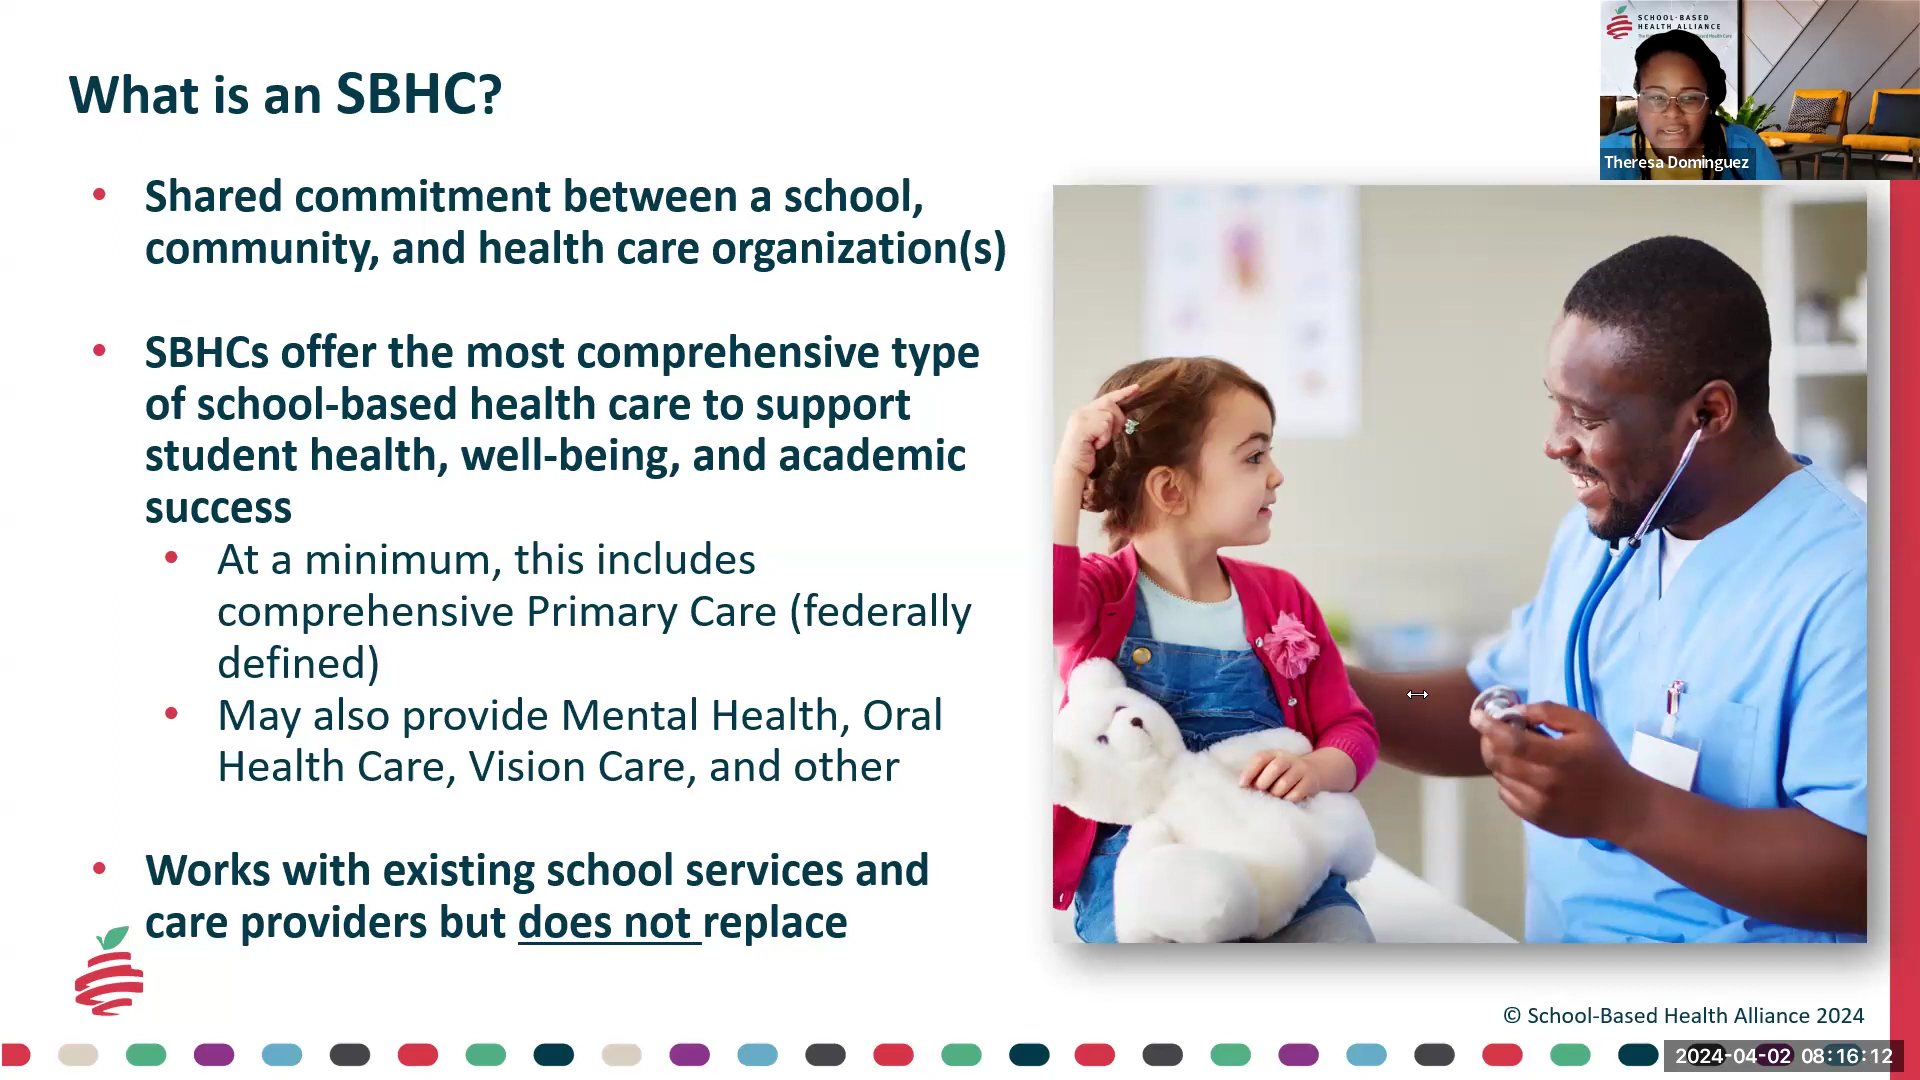 What is an SBHC?
SCHOOL-BASED
HEALTH ALLIANCE
Theresa Dominguez
• Shared commitment between a school,
community, and health care organization(s)
• SBHCs offer the most comprehensive type
of school-based health care to support
student health, well-being, and academic
success
• At a minimum, this includes
comprehensive Primary Care (federally
defined)
• May also provide Mental Health, Oral
Health Care, Vision Care, and other
• Works with existing school services and
care providers but does not replace
© School-Based Health Alliance 2024
2024-04-02 08:16:12